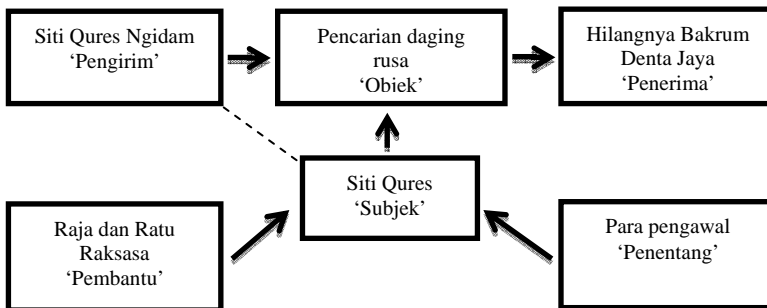 Siti Qures Ngidam
‘Pengirim’
Pencarian daging
rusa
‘Objek’
Hilangnya Bakrum
Denta Jaya
‘Penerima’
Siti Qures
‘Subjek’
Raja dan Ratu
Raksasa
‘Pembantu’
Para pengawal
‘Penentang’